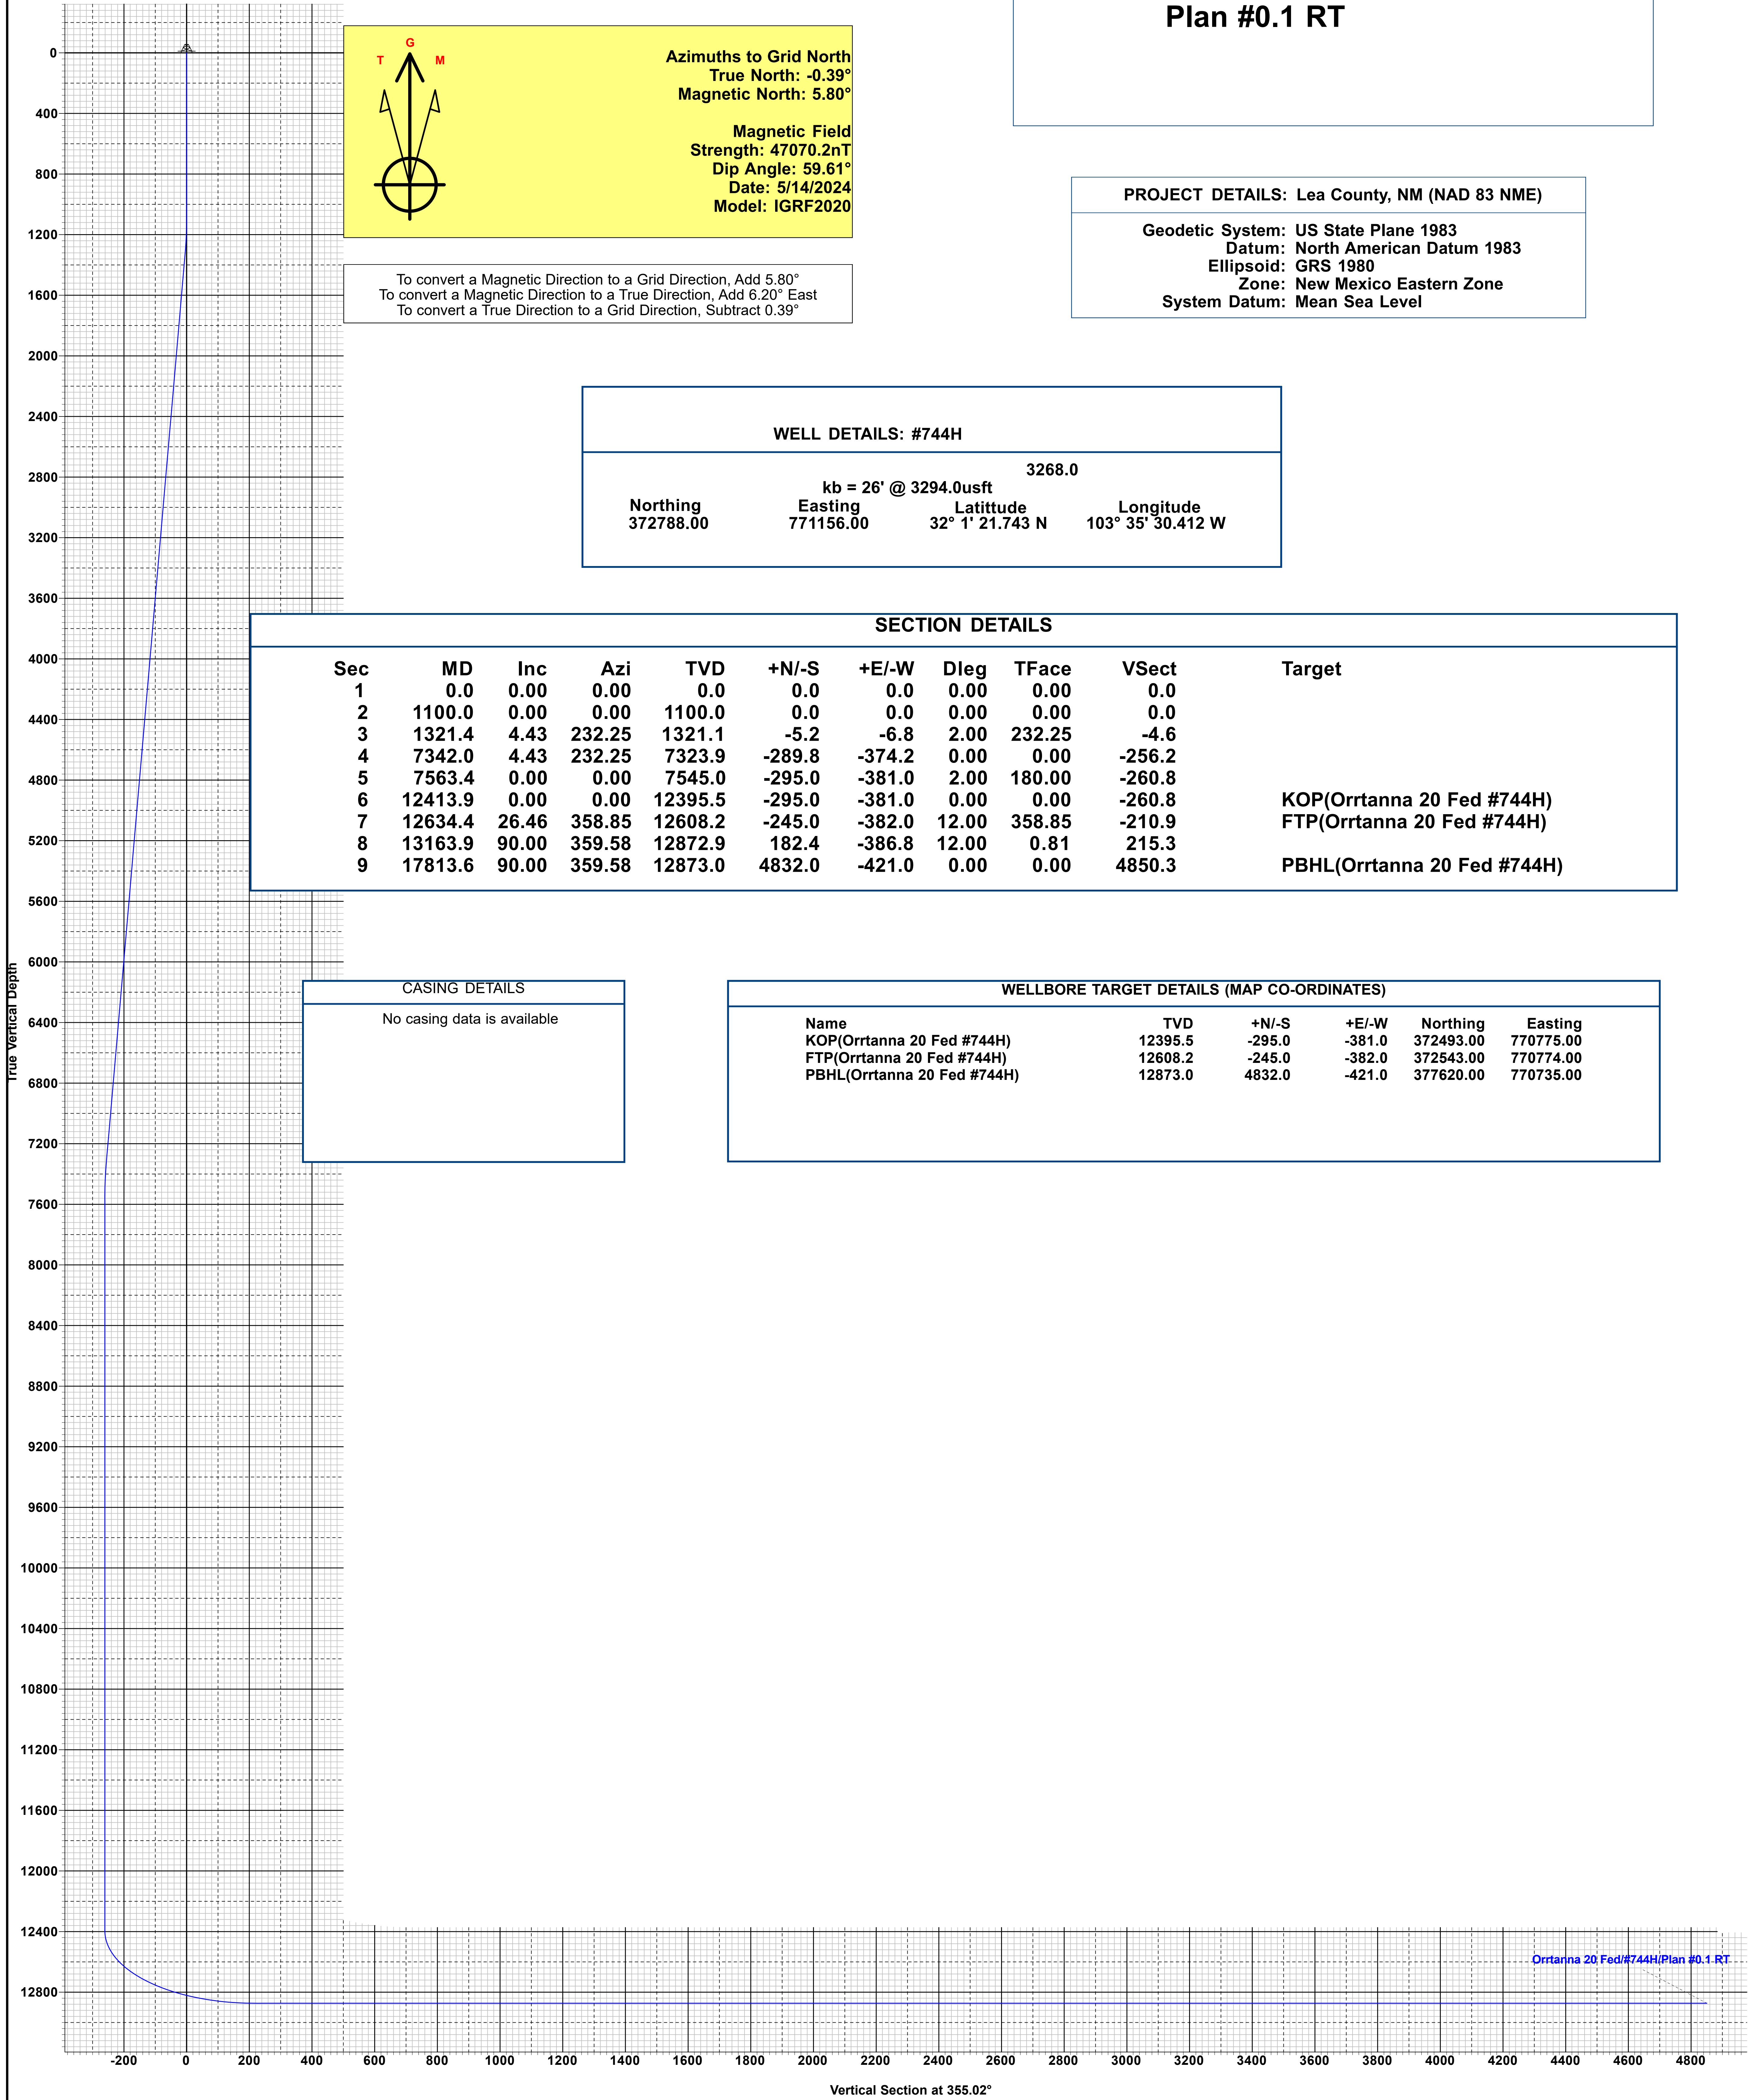 Plan #0.1 RT
G
T M
Azimuths to Grid North
True North: -0.39°
Magnetic North: 5.80°
Magnetic Field
Strength: 47070.2nT
Dip Angle: 59.61°
Date: 5/14/2024
Model: IGRF2020
To convert a Magnetic Direction to a Grid Direction, Add 5.80°
To convert a Magnetic Direction to a True Direction, Add 6.20° East
To convert a True Direction to a Grid Direction, Subtract 0.39°
PROJECT DETAILS: Lea County, NM (NAD 83 NME)
Geodetic System: US State Plane 1983
Datum: North American Datum 1983
Ellipsoid: GRS 1980
Zone: New Mexico Eastern Zone
System Datum: Mean Sea Level
WELL DETAILS: #744H
3268.0
kb = 26' @ 3294.0usft
Northing Easting Latittude Longitude
372788.00 771156.00 32° 1' 21.743 N 103° 35' 30.412 W
SECTION DETAILS
Sec MD Inc Azi TVD +N/-S +E/-W Dleg TFace VSect Target
1 0.0 0.00 0.00 0.0 0.0 0.0 0.00 0.00 0.0
2 1100.0 0.00 0.00 1100.0 0.0 0.0 0.00 0.00 0.0
3 1321.4 4.43 232.25 1321.1 -5.2 -6.8 2.00 232.25 -4.6
4 7342.0 4.43 232.25 7323.9 -289.8 -374.2 0.00 0.00 -256.2
5 7563.4 0.00 0.00 7545.0 -295.0 -381.0 2.00 180.00 -260.8
6 12413.9 0.00 0.00 12395.5 -295.0 -381.0 0.00 0.00 -260.8 KOP(Orrtanna 20 Fed #744H)
7 12634.4 26.46 358.85 12608.2 -245.0 -382.0 12.00 358.85 -210.9 FTP(Orrtanna 20 Fed #744H)
8 13163.9 90.00 359.58 12872.9 182.4 -386.8 12.00 0.81 215.3
9 17813.6 90.00 359.58 12873.0 4832.0 -421.0 0.00 0.00 4850.3 PBHL(Orrtanna 20 Fed #744H)
CASING DETAILS
No casing data is available
WELLBORE TARGET DETAILS (MAP CO-ORDINATES)
Name TVD +N/-S +E/-W Northing Easting
KOP(Orrtanna 20 Fed #744H) 12395.5 -295.0 -381.0 372493.00 770775.00
FTP(Orrtanna 20 Fed #744H) 12608.2 -245.0 -382.0 372543.00 770774.00
PBHL(Orrtanna 20 Fed #744H) 12873.0 4832.0 -421.0 377620.00 770735.00
True Vertical Depth
0
400
800
1200
1600
2000
2400
2800
3200
3600
4000
4400
4800
5200
5600
6000
6400
6800
7200
7600
8000
8400
8800
9200
9600
10000
10400
10800
11200
11600
12000
12400
12800
Orrtanna 20 Fed/#744H/Plan #0.1 RT
-200 0 200 400 600 800 1000 1200 1400 1600 1800 2000 2200 2400 2600 2800 3000 3200 3400 3600 3800 4000 4200 4400 4600 4800
Vertical Section at 355.02°